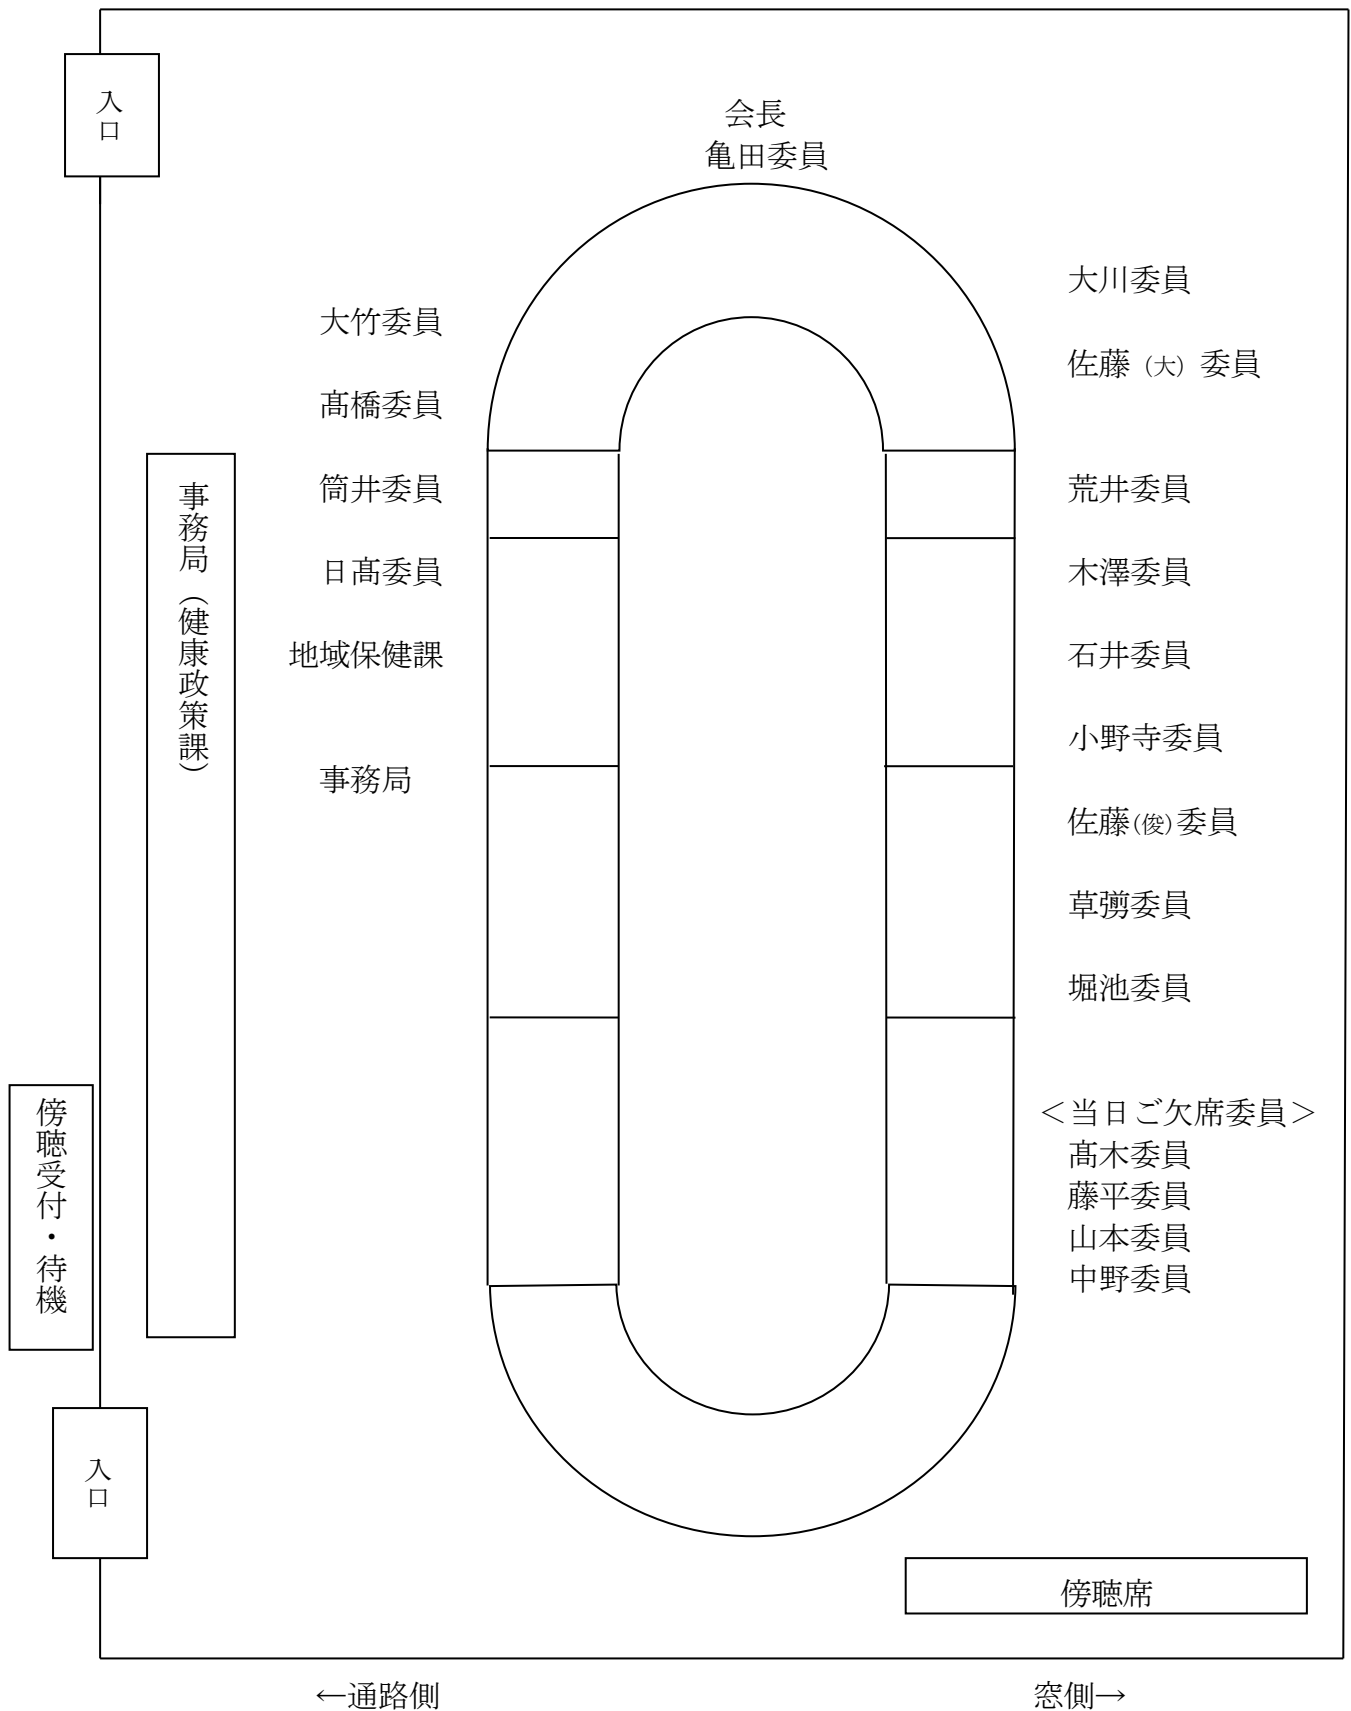 入口
会長
亀田委員
大竹委員
髙橋委員
筒井委員
日髙委員
地域保健課
事務局
大川委員
佐藤（大）委員
荒井委員
木澤委員
石井委員
小野寺委員
佐藤(俊)委員
草彅委員
堀池委員
＜当日ご欠席委員＞
髙木委員
藤平委員
山本委員
中野委員
事務局（健康政策課）
傍聴受付・待機
入口
傍聴席
←通路側
窓側→